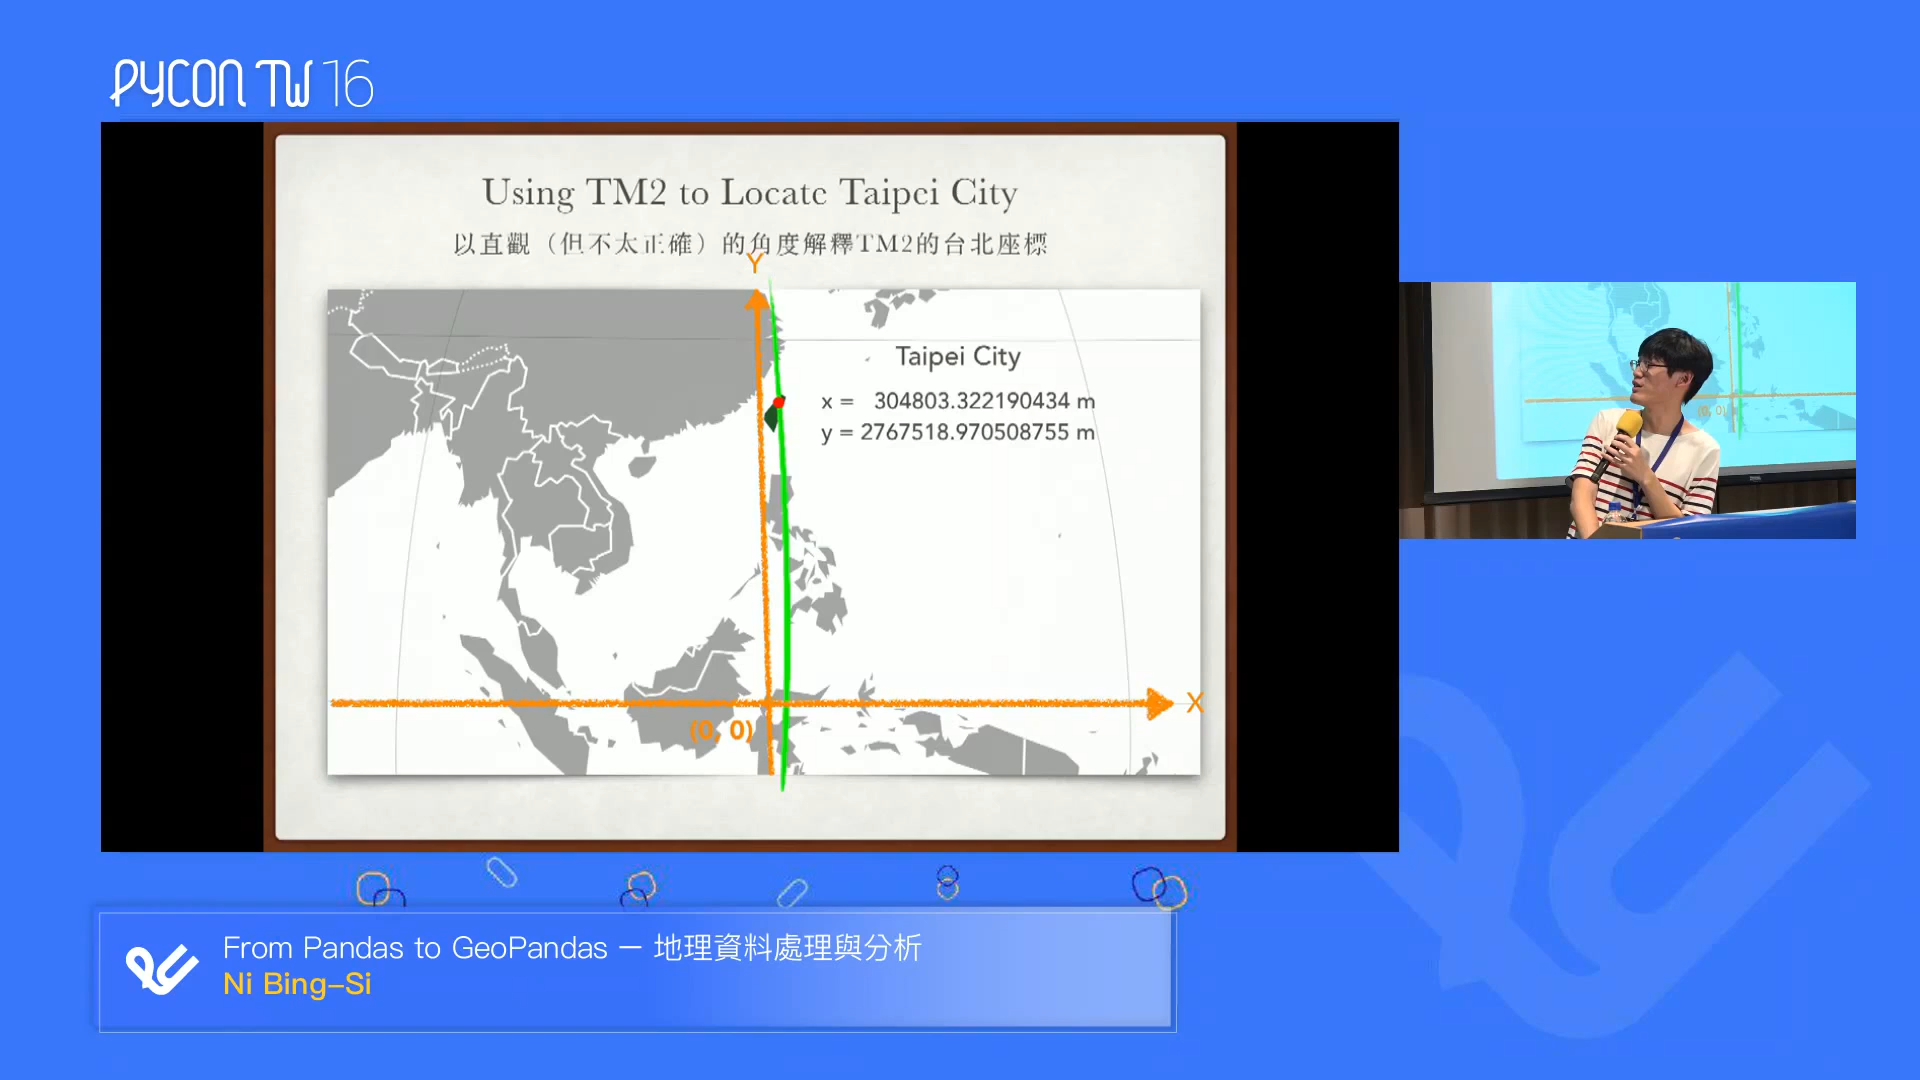 PYCON TW 16
Using TM2 to Locate Taipei City
以直觀（但不太正確）的角度解釋TM2的台北座標
Y
Taipei City
x = 304803.322190434 m
y = 2767518.970508755 m
X
(0, 0)
(0, 0)
From Pandas to GeoPandas — 地理資料處理與分析
Ni Bing-Si